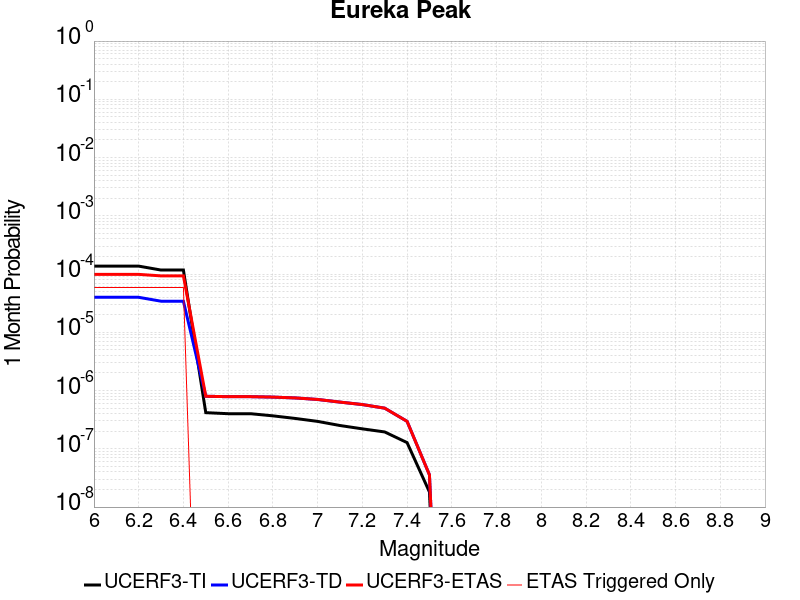 Eureka Peak
10 0
10 -1
10 -2
10 -3
10 -4
10 -5
10 -6
10 -7
10 -8
1 Month Probability
6 6.2 6.4 6.6 6.8 7 7.2 7.4 7.6 7.8 8 8.2 8.4 8.6 8.8 9
Magnitude
UCERF3-TI UCERF3-TD UCERF3-ETAS ETAS Triggered Only